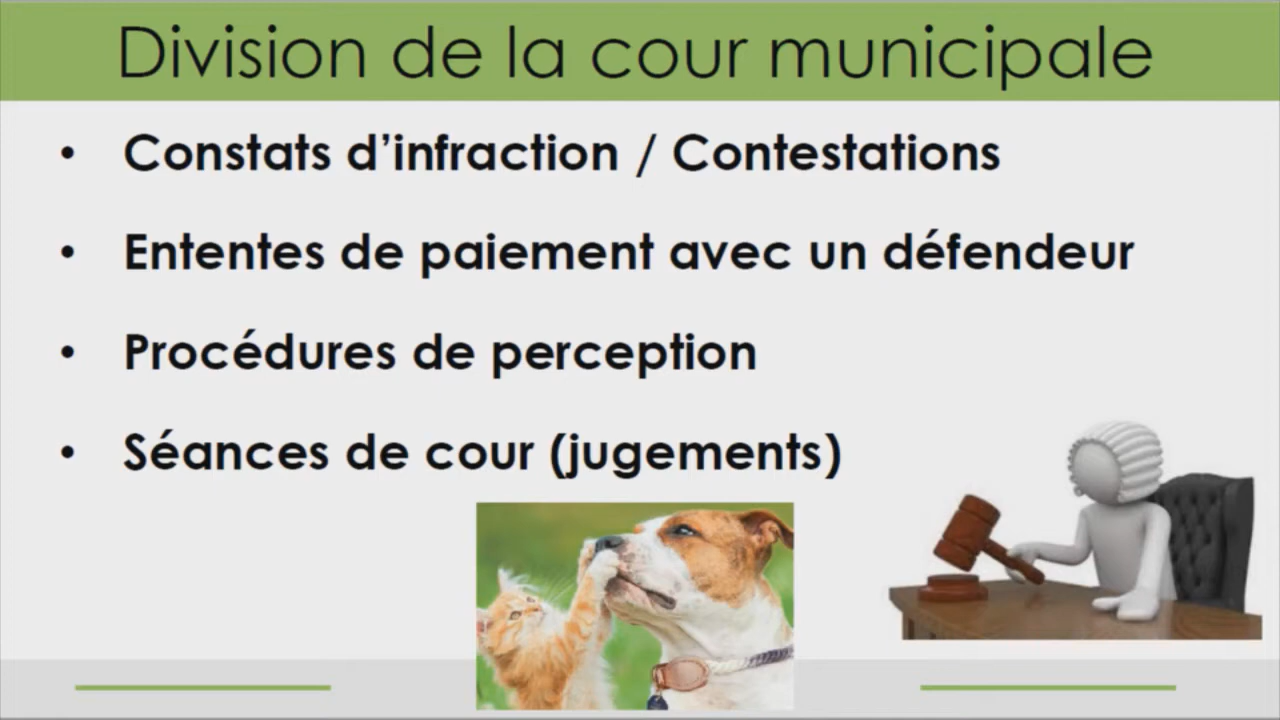 Division de la cour municipale
• Constats d’infraction / Contestations
• Ententes de paiement avec un défendeur
• Procédures de perception
• Séances de cour (jugements)